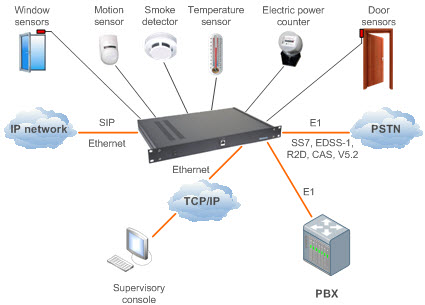 Window
sensors
Motion
sensor
Smoke
detector
Temperature
sensor
Electric power
counter
Door
sensors
IP network
SIP
Ethernet
E1
SS7, EDSS-1,
R2D, CAS, V5.2
PSTN
Ethernet
TCP/IP
E1
Supervisory
console
PBX